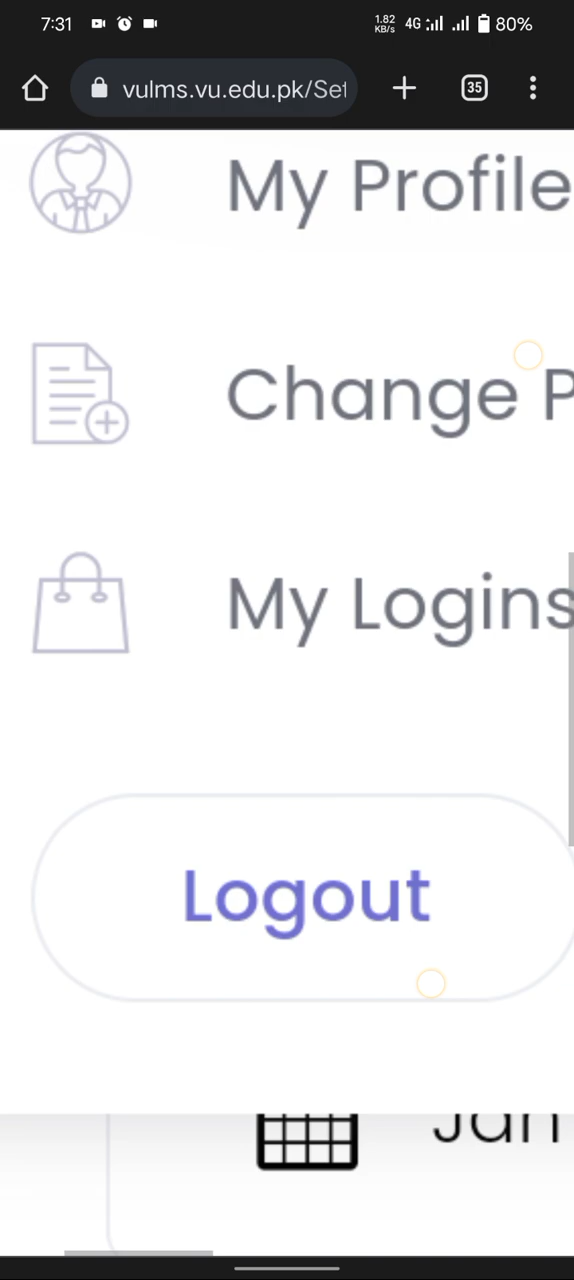 7:31 1.82 KB/s 4G 80%
vulms.vu.edu.pk/Set 35
My Profile
Change P
My Logins
Logout
Jan